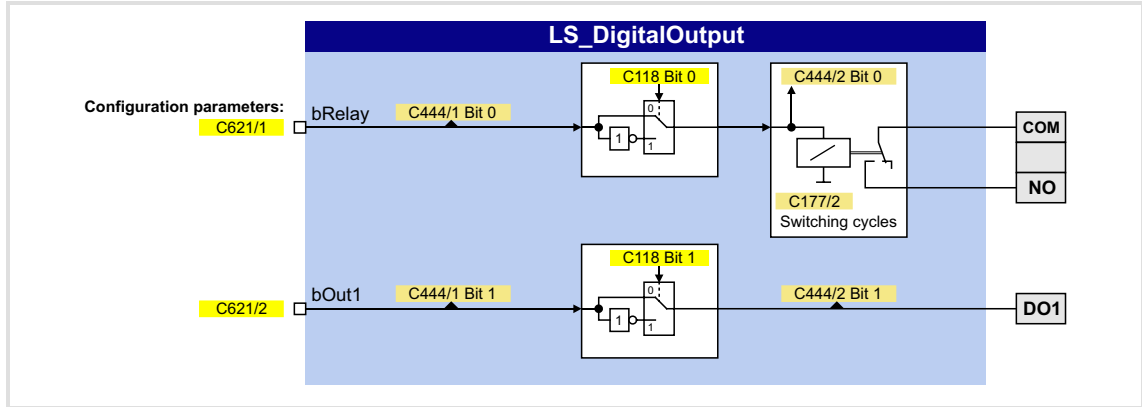 LS_DigitalOutput
C118 Bit 0
C444/2 Bit 0
Configuration parameters:
bRelay
C444/1 Bit 0
C621/1
0
1
1
COM
NO
C177/2
Switching cycles
C118 Bit 1
bOut1
C444/1 Bit 1
C444/2 Bit 1
C621/2
0
1
1
DO1